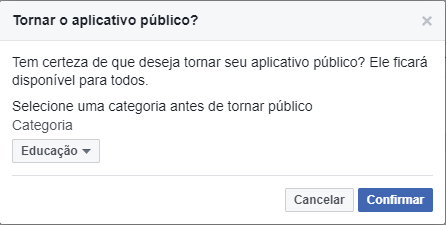 Tornar o aplicativo público?
Tem certeza de que deseja tornar seu aplicativo público? Ele ficará
disponível para todos.
Selecione uma categoria antes de tornar público
Categoria
Educação
Cancelar Confirmar